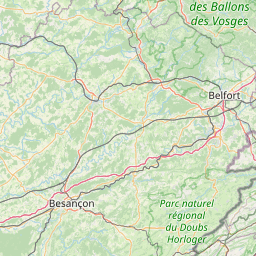 des Ballons
des Vosges
Belfort
Besançon
Parc naturel
régional
du Doubs
Horloger